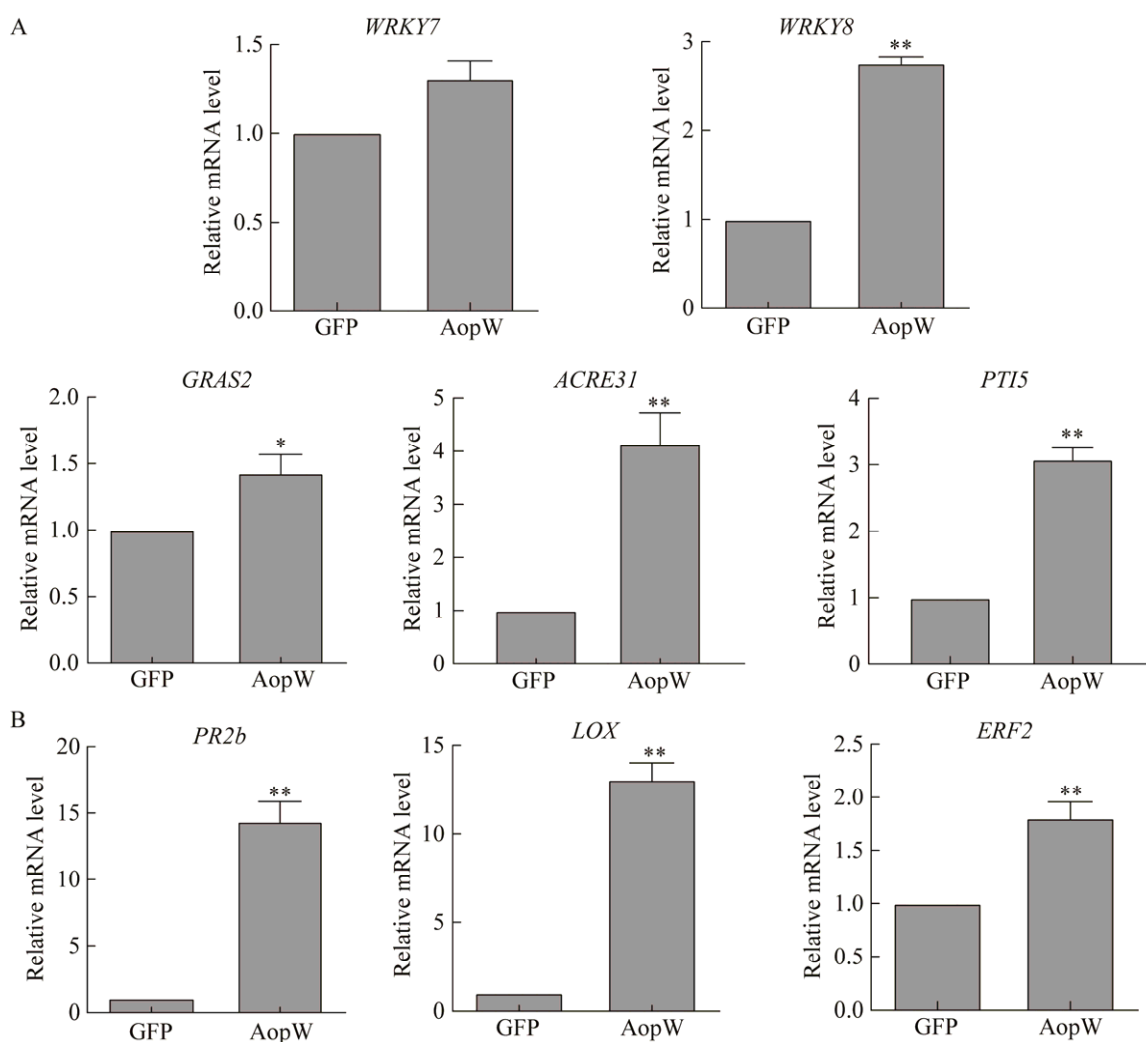 A
WRKY7
Relative mRNA level
1.5
1.0
0.5
0.0
GFP
AopW
WRKY8
Relative mRNA level
3
2
1
0
**
GFP
AopW
GRAS2
Relative mRNA level
2.0
1.5
1.0
0.5
0.0
*
GFP
AopW
ACRE31
Relative mRNA level
5
4
3
2
1
0
**
GFP
AopW
PTI5
Relative mRNA level
4
3
2
1
0
**
GFP
AopW
B
PR2b
Relative mRNA level
20
15
10
5
0
**
GFP
AopW
LOX
Relative mRNA level
15
10
5
0
**
GFP
AopW
ERF2
Relative mRNA level
2.5
2.0
1.5
1.0
0.5
0.0
**
GFP
AopW